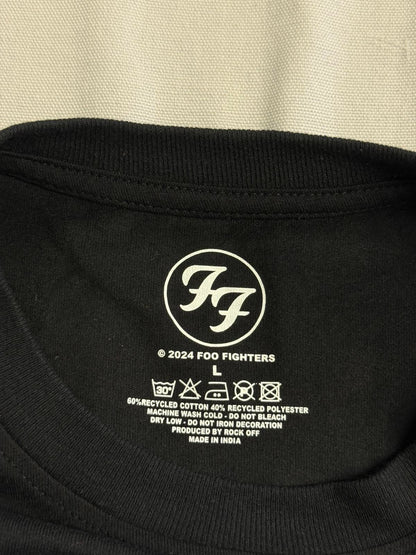 FF
© 2024 FOO FIGHTERS
L
30°
60%RECYCLED COTTON 40% RECYCLED POLYESTER
MACHINE WASH COLD - DO NOT BLEACH
DRY LOW - DO NOT IRON DECORATION
PRODUCED BY ROCK OFF
MADE IN INDIA